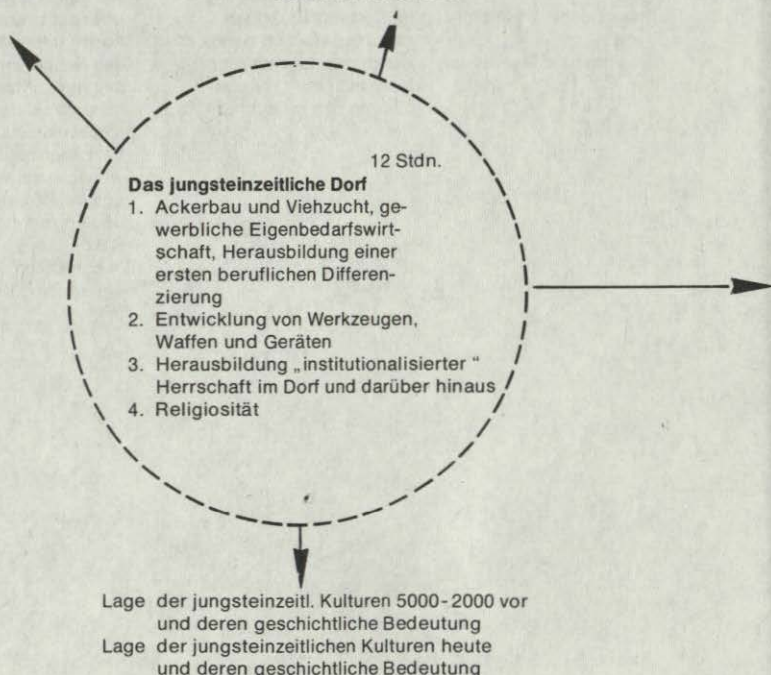 12 Stdn.
Das jungsteinzeitliche Dorf
1. Ackerbau und Viehzucht, ge-
werbliche Eigenbedarfswirt-
schaft, Herausbildung einer
ersten beruflichen Differen-
zierung
2. Entwicklung von Werkzeugen,
Waffen und Geräten
3. Herausbildung „institutionalisierter “
Herrschaft im Dorf und darüber hinaus
4. Religiosität
Lage der jungsteinzeitl. Kulturen 5000-2000 vor
und deren geschichtliche Bedeutung
Lage der jungsteinzeitlichen Kulturen heute
und deren geschichtliche Bedeutung